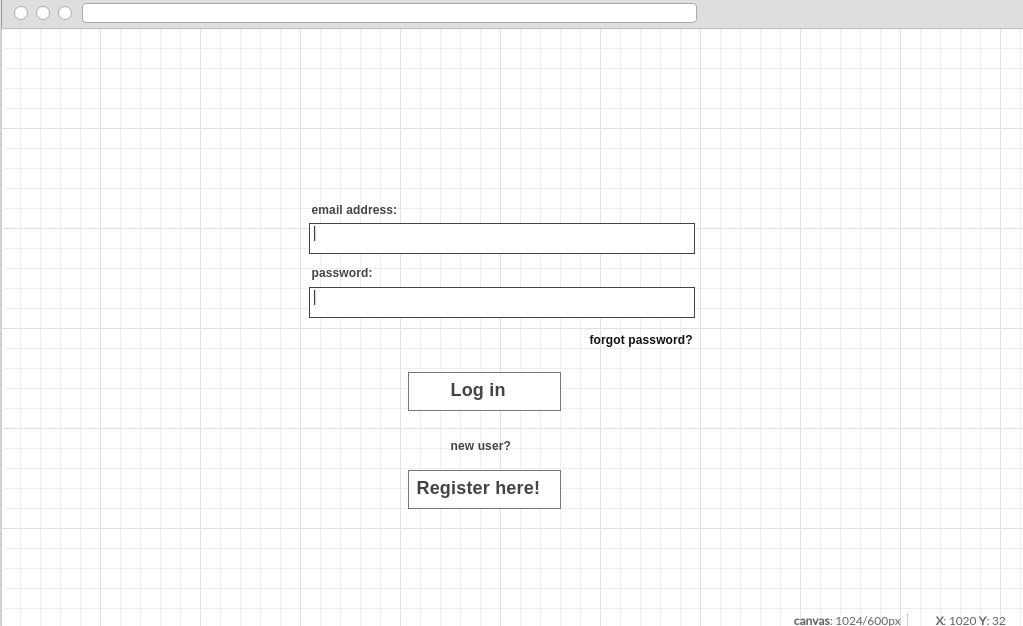 email address:
password:
forgot password?
Log in
new user?
Register here!
canvas: 1024/600px X: 1020 Y: 32